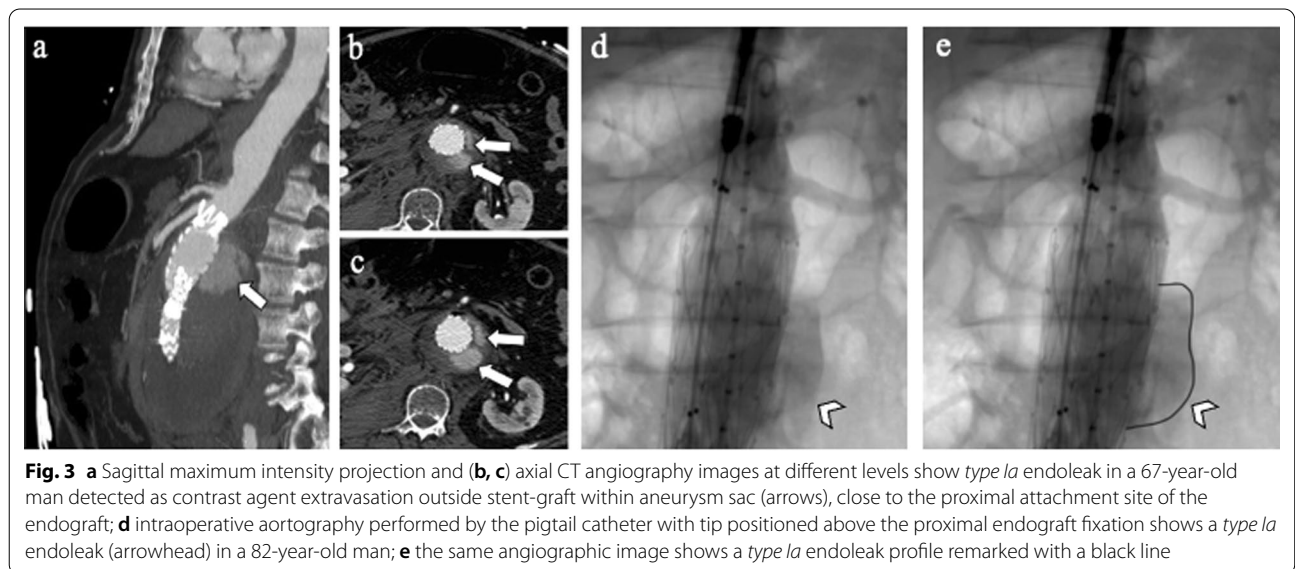 a
b
c
d
e
Fig. 3 a Sagittal maximum intensity projection and (b, c) axial CT angiography images at different levels show type Ia endoleak in a 67-year-old
man detected as contrast agent extravasation outside stent-graft within aneurysm sac (arrows), close to the proximal attachment site of the
endograft; d intraoperative aortography performed by the pigtail catheter with tip positioned above the proximal endograft fixation shows a type Ia
endoleak (arrowhead) in a 82-year-old man; e the same angiographic image shows a type Ia endoleak profile remarked with a black line